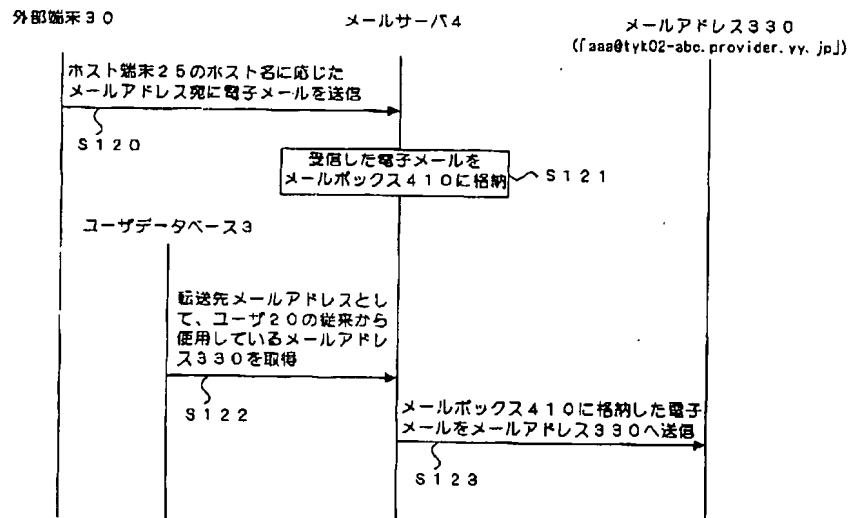 外部端末30
メールサーバ4
メールアドレス330
(「aaa@tyk02-abc.provider.yy.jp」)
ホスト端末25のホスト名に応じた
メールアドレス宛に電子メールを送信
S120
受信した電子メールを
メールボックス410に格納
S121
ユーザデータベース3
転送先メールアドレスとし
て、ユーザ20の従来から
使用しているメールアドレ
ス330を取得
S122
メールボックス410に格納した電子
メールをメールアドレス330へ送信
S123